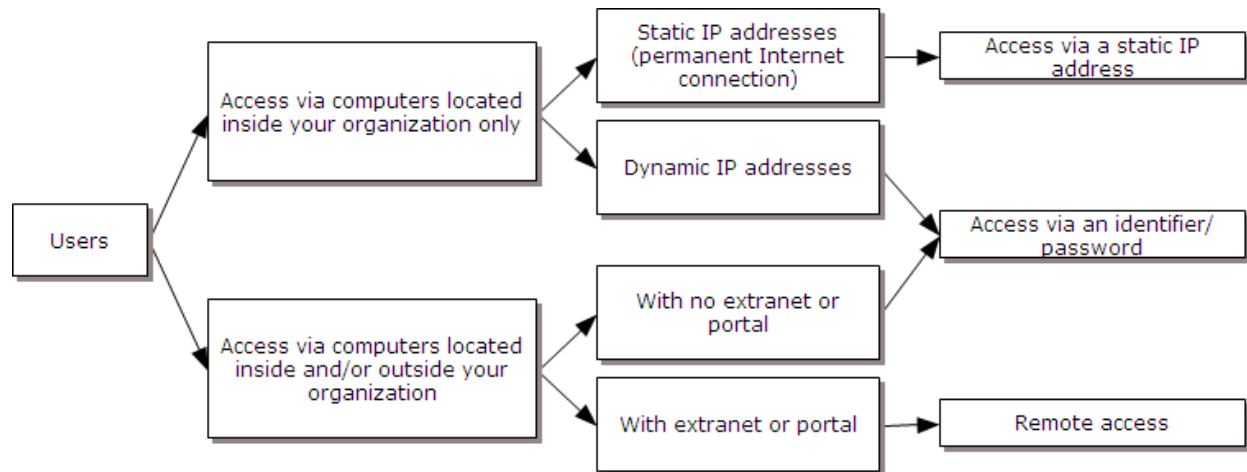 Users
Access via computers located
inside your organization only
Static IP addresses
(permanent Internet
connection)
Access via a static IP
address
Dynamic IP addresses
Access via an identifier/
password
Access via computers located
inside and/or outside your
organization
With no extranet or
portal
With extranet or portal
Remote access